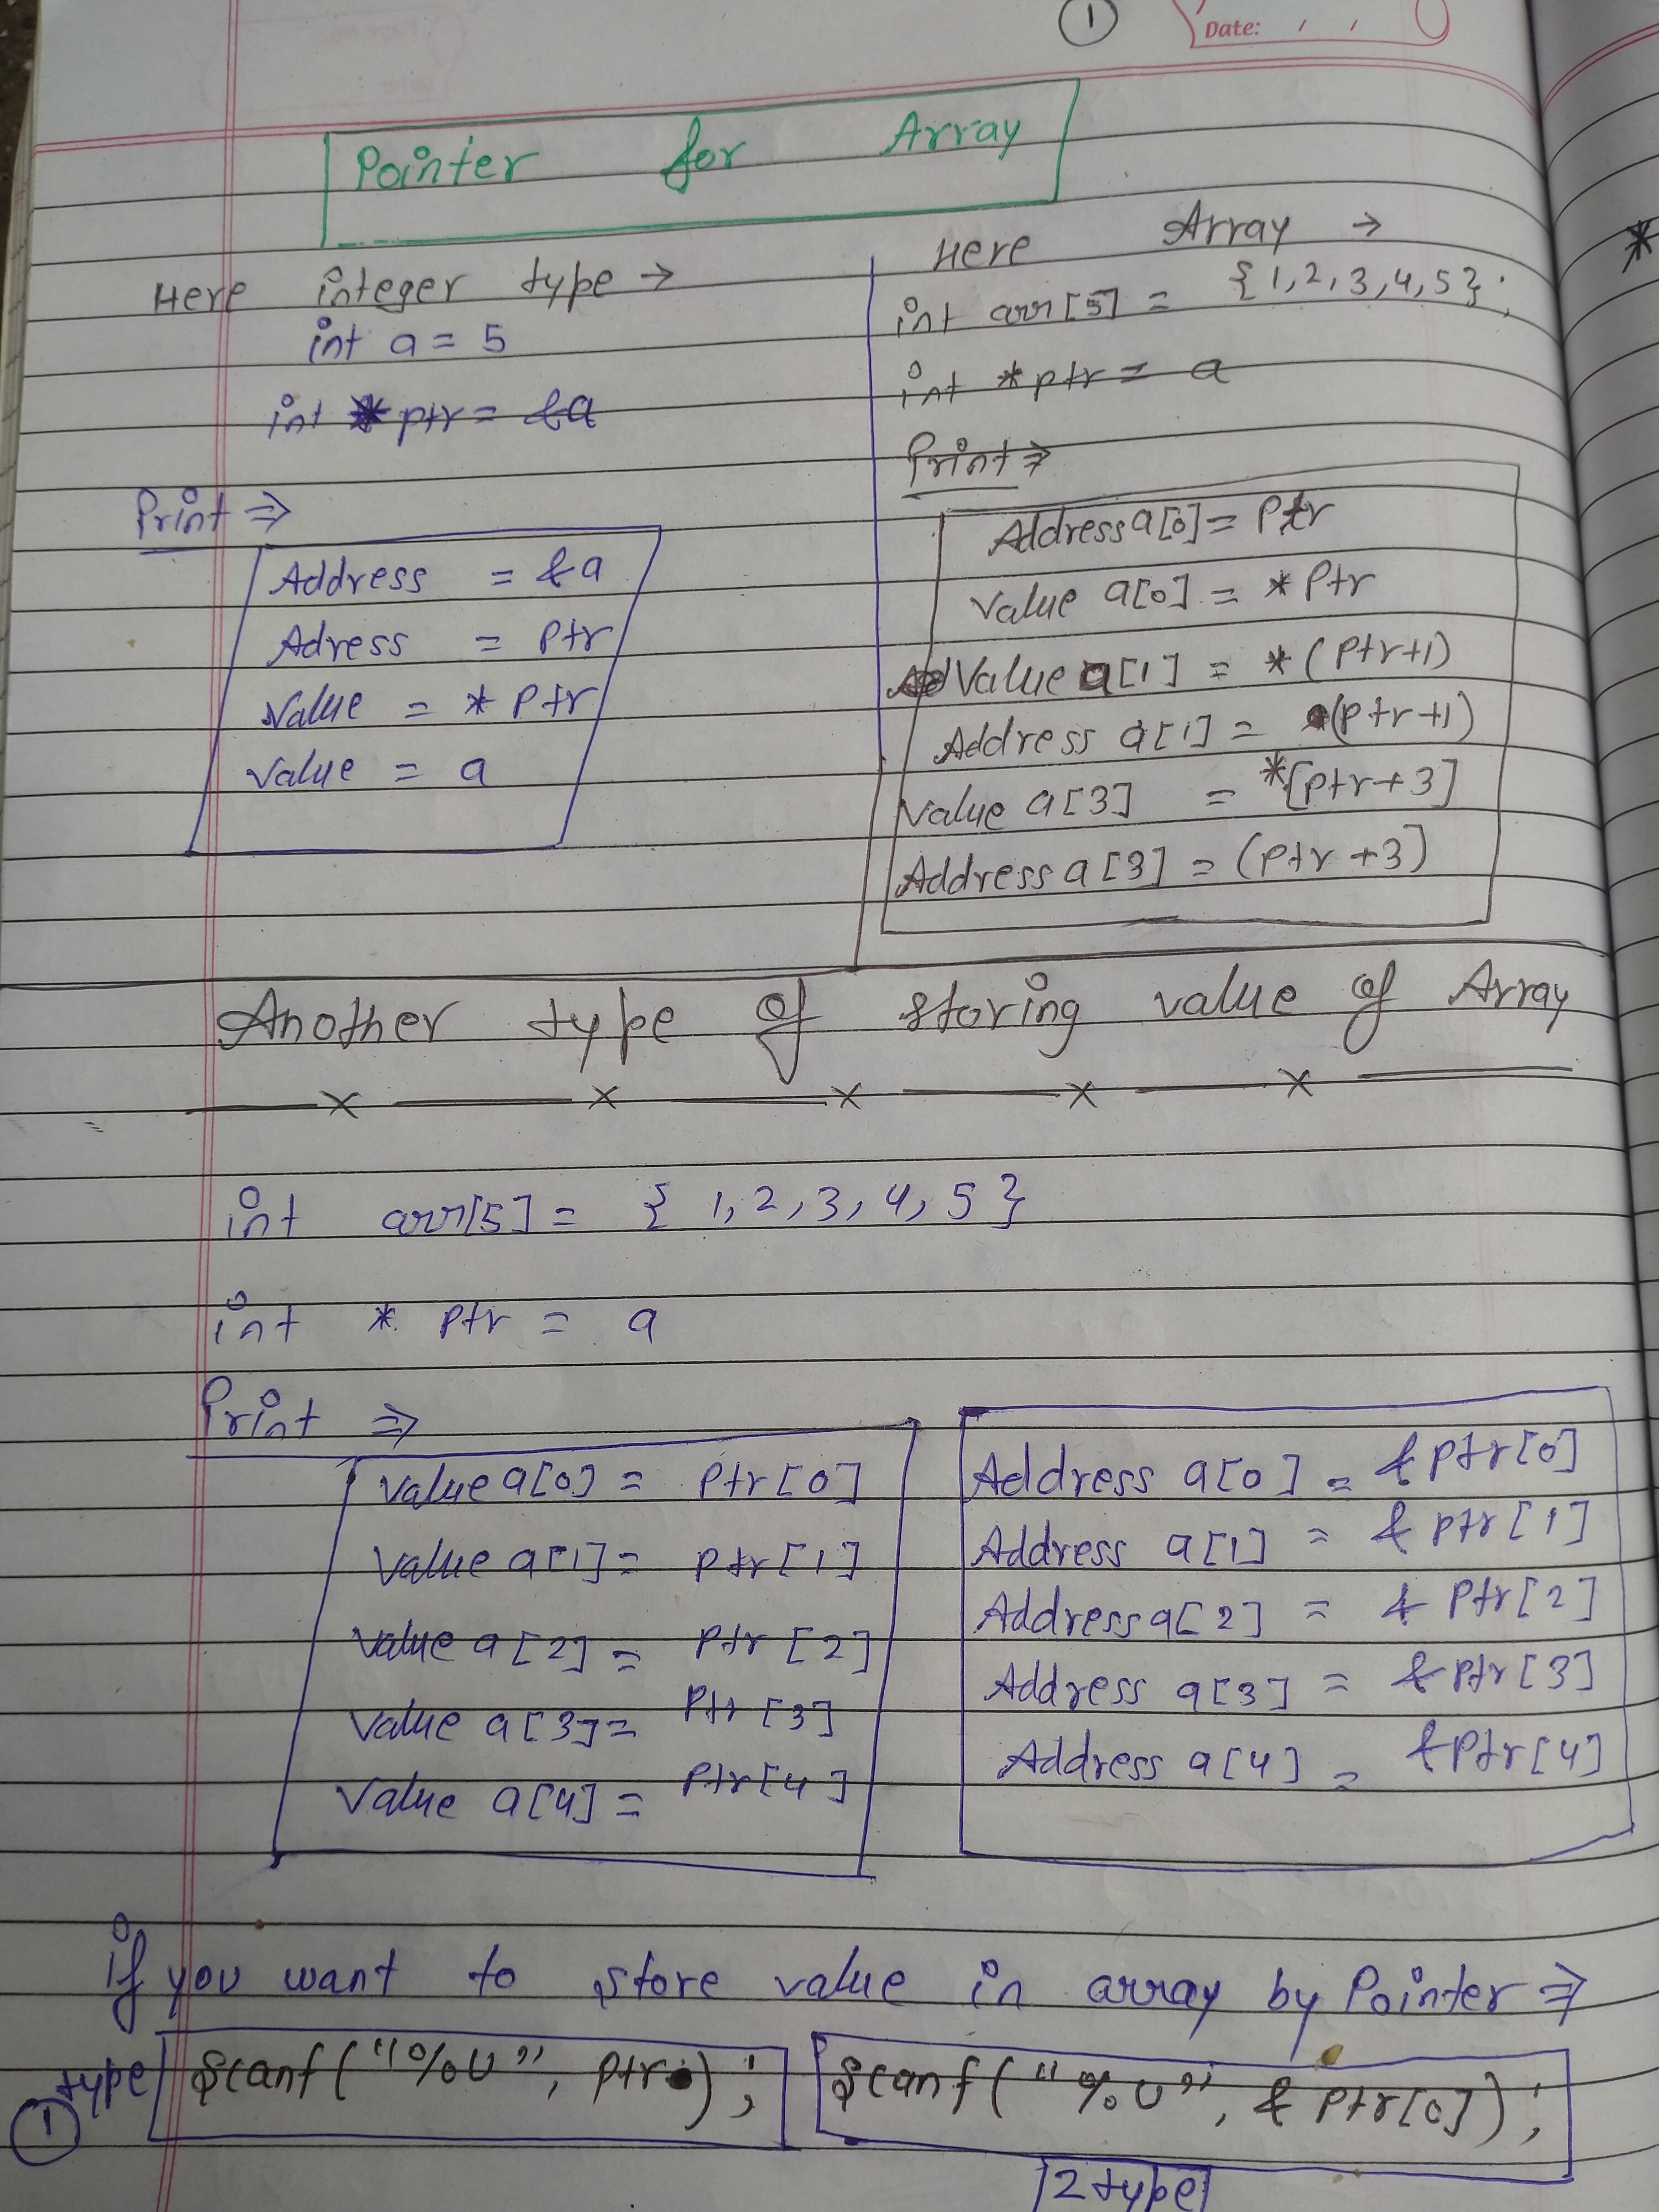 1
Date: / /
Pointer for Array
Here integer type →
int a = 5
int * ptr = &a
Print ⇒
Address = &a
Adress = Ptr
Value = * Ptr
Value = a
Here Array →
int arr[5] = {1,2,3,4,5};
int *ptr = a
Print ⇒
Address a[0] = Ptr
Value a[0] = * Ptr
Value a[1] = * (Ptr+1)
Address a[1] = (ptr+1)
Value a[3] = *[ptr+3]
Address a[3] = (ptr+3)
*
Another type of storing value of Array
int arr[5] = { 1,2,3,4,5 }
int * Ptr = a
Print ⇒
Value a[0] = Ptr[0]
Value a[1] = Ptr[1]
Value a[2] = Ptr[2]
Value a[3] = Ptr[3]
Value a[4] = Ptr[4]
Address a[0] = &Ptr[0]
Address a[1] = &Ptr[1]
Address a[2] = &Ptr[2]
Address a[3] = &Ptr[3]
Address a[4] = &Ptr[4]
if you want to store value in array by Pointer ⇒
type 1 Scanf("%U", Ptr); Scanf("%U", &Ptr[0]);
2 type